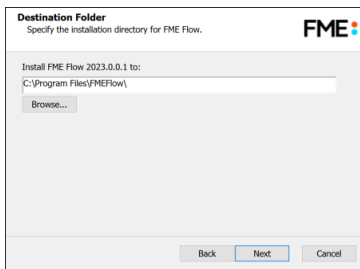 Destination Folder
Specify the installation directory for FME Flow.
FME
Install FME Flow 2023.0.0.1 to:
C:\Program Files\FMEFlow\
Browse...
Back Next Cancel